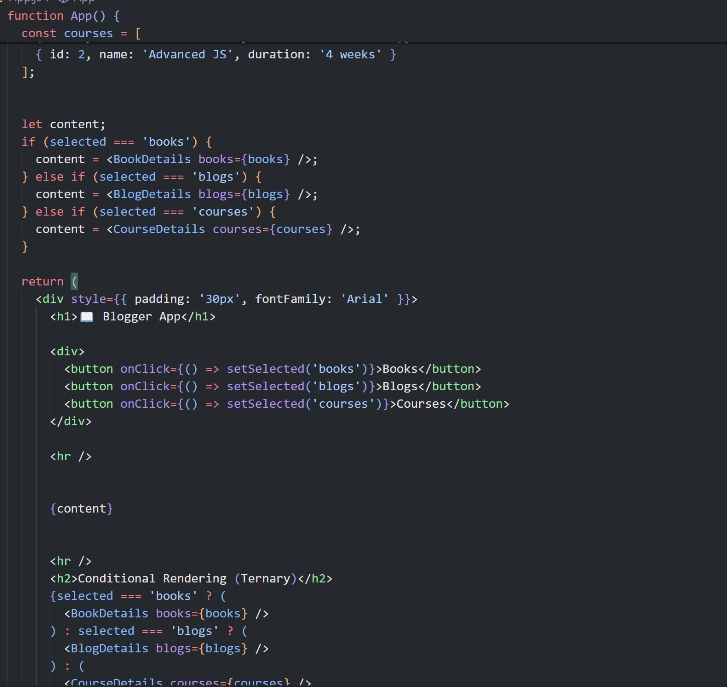 function App() {
const courses = [
{ id: 2, name: 'Advanced JS', duration: '4 weeks' }
];
let content;
if (selected === 'books') {
content = <BookDetails books={books} />;
} else if (selected === 'blogs') {
content = <BlogDetails blogs={blogs} />;
} else if (selected === 'courses') {
content = <CourseDetails courses={courses} />;
}
return (
<div style={{ padding: '30px', fontFamily: 'Arial' }}>
<h1>📖 Blogger App</h1>
<div>
<button onClick={() => setSelected('books')}>Books</button>
<button onClick={() => setSelected('blogs')}>Blogs</button>
<button onClick={() => setSelected('courses')}>Courses</button>
</div>
<hr />
{content}
<hr />
<h2>Conditional Rendering (Ternary)</h2>
{selected === 'books' ? (
<BookDetails books={books} />
) : selected === 'blogs' ? (
<BlogDetails blogs={blogs} />
) : (
<CourseDetails courses={courses} />